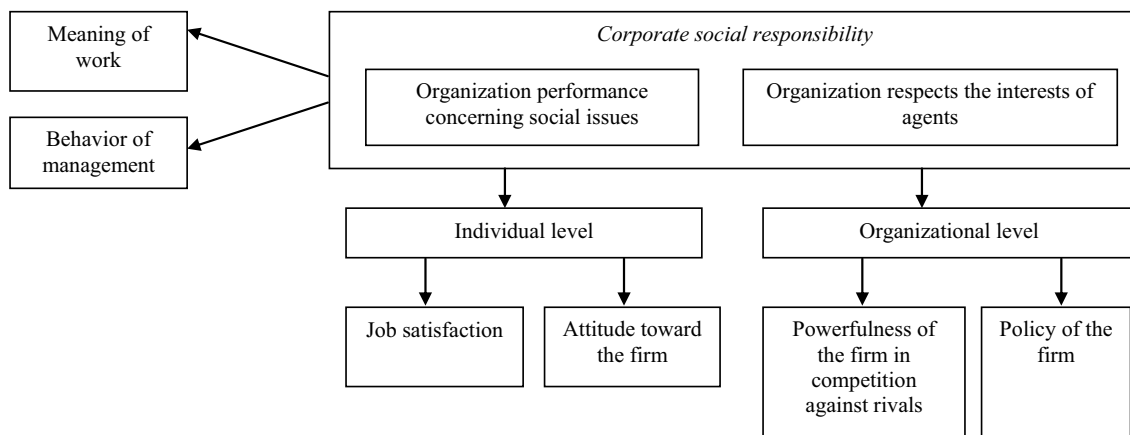 Meaning of
work
Behavior of
management
Corporate social responsibility
Organization performance
concerning social issues
Organization respects the interests of
agents
Individual level
Organizational level
Job satisfaction
Attitude toward
the firm
Powerfulness of
the firm in
competition
against rivals
Policy of the
firm